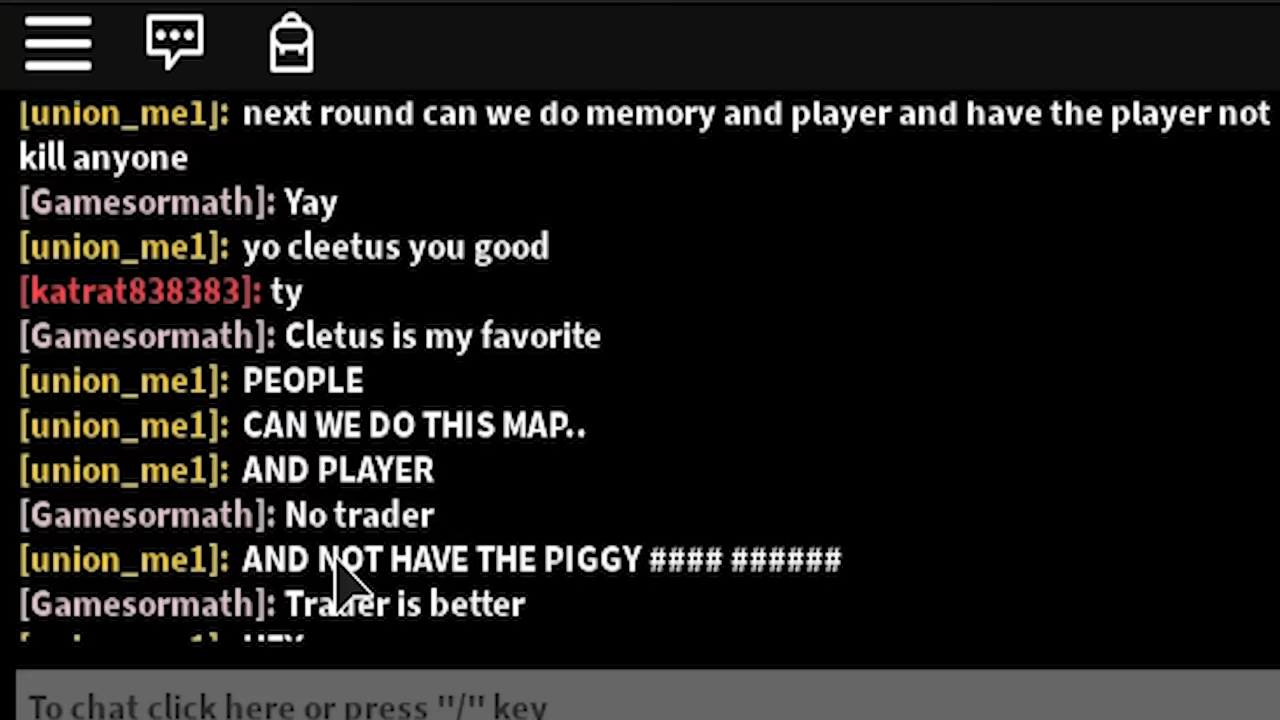 [union_me1]: next round can we do memory and player and have the player not
kill anyone
[Gamesormath]: Yay
[union_me1]: yo cleetus you good
[katrat838383]: ty
[Gamesormath]: Cletus is my favorite
[union_me1]: PEOPLE
[union_me1]: CAN WE DO THIS MAP..
[union_me1]: AND PLAYER
[Gamesormath]: No trader
[union_me1]: AND NOT HAVE THE PIGGY #### ######
[Gamesormath]: Trader is better
To chat click here or press "/" key